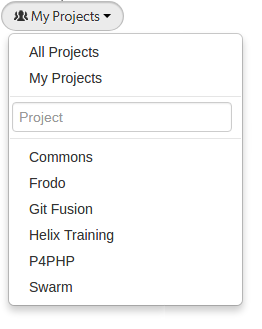 My Projects
All Projects
My Projects
Project
Commons
Frodo
Git Fusion
Helix Training
P4PHP
Swarm